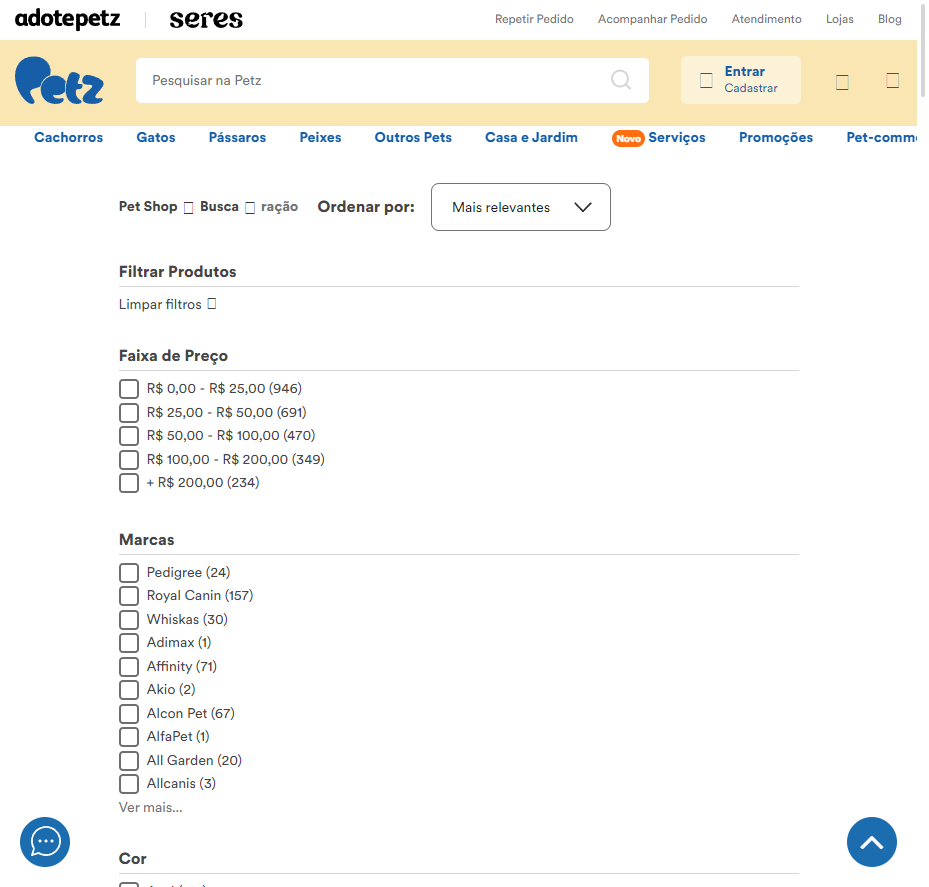 adotepetz seres Repetir Pedido Acompanhar Pedido Atendimento Lojas Blog
Petz Pesquisar na Petz Entrar
Cadastrar
Cachorros Gatos Pássaros Peixes Outros Pets Casa e Jardim Novo Serviços Promoções Pet-comm
Pet Shop Busca ração Ordenar por: Mais relevantes
Filtrar Produtos
Limpar filtros
Faixa de Preço
R$ 0,00 - R$ 25,00 (946)
R$ 25,00 - R$ 50,00 (691)
R$ 50,00 - R$ 100,00 (470)
R$ 100,00 - R$ 200,00 (349)
+ R$ 200,00 (234)
Marcas
Pedigree (24)
Royal Canin (157)
Whiskas (30)
Adimax (1)
Affinity (71)
Akio (2)
Alcon Pet (67)
AlfaPet (1)
All Garden (20)
Allcanis (3)
Ver mais...
Cor